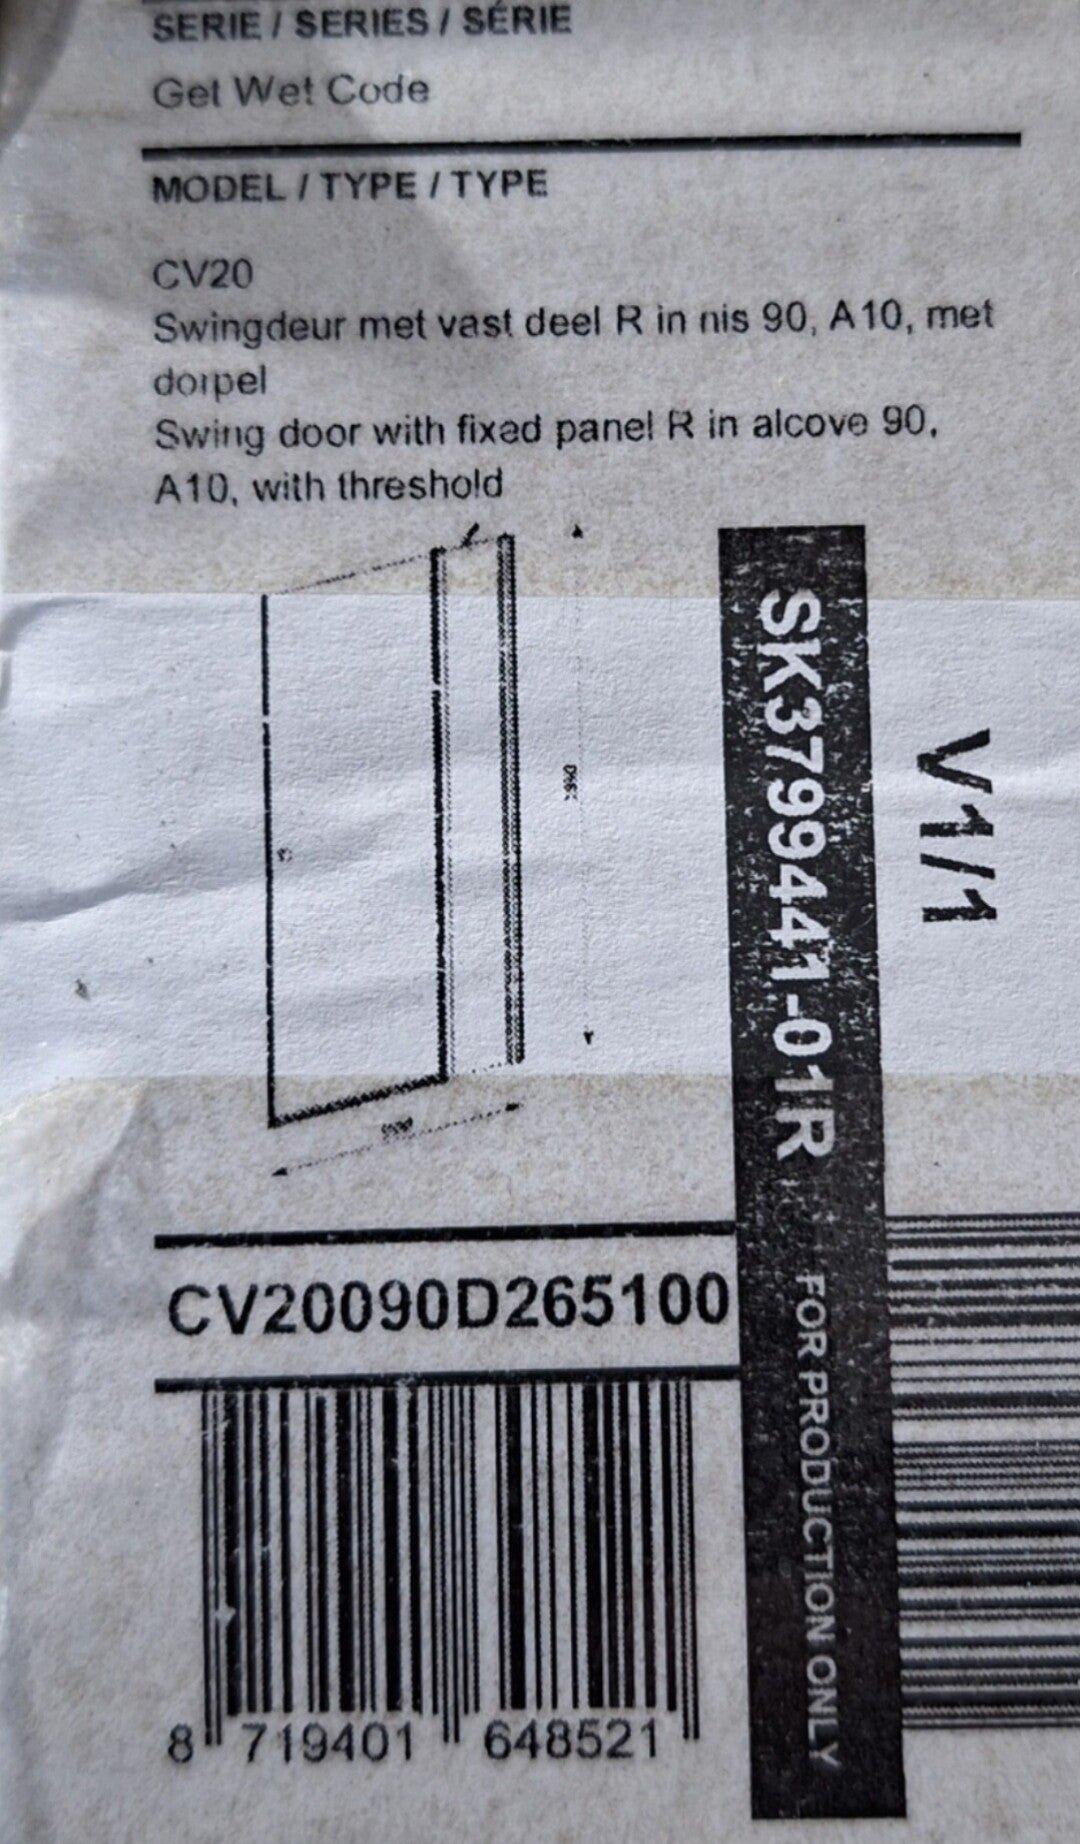 SERIE / SERIES / SÉRIE
Get Wet Code
MODEL / TYPE / TYPE
CV20
Swingdeur met vast deel R in nis 90, A10, met
dorpel
Swing door with fixed panel R in alcove 90,
A10, with threshold
SK379941-01R FOR PRODUCTION ONLY
V1/1
CV20090D265100
8 719401 648521